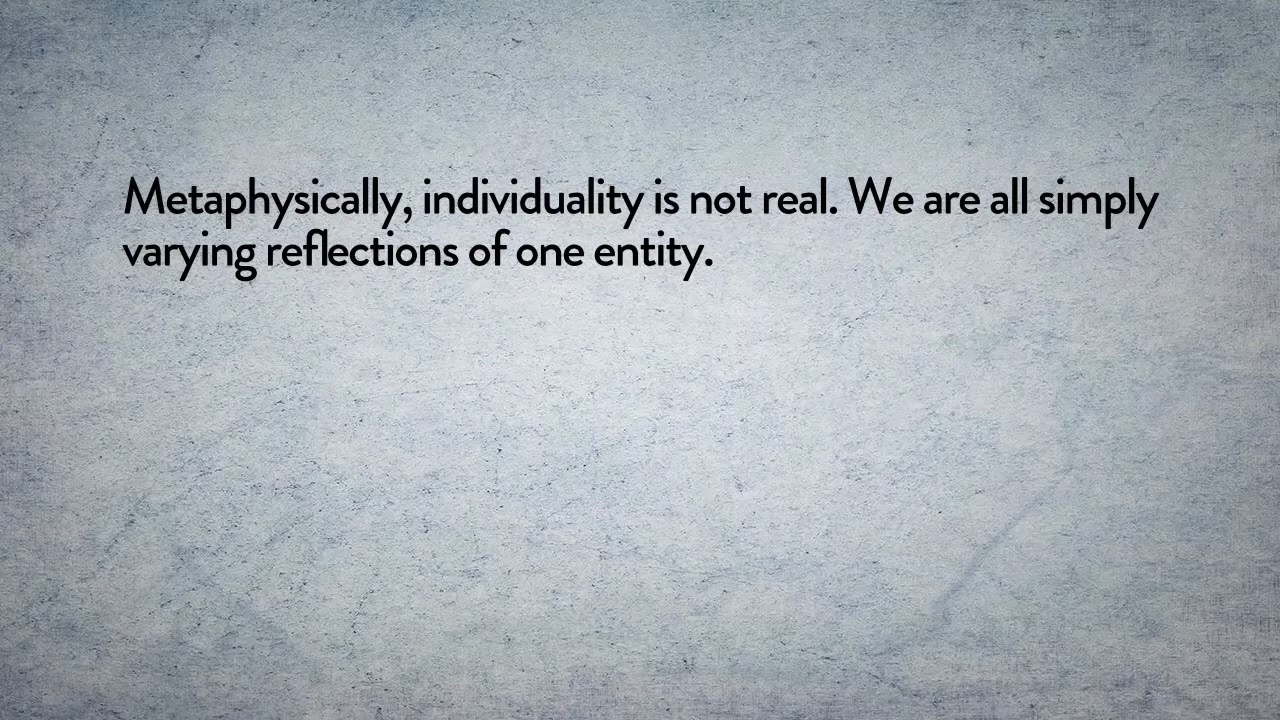 Metaphysically, individuality is not real. We are all simply
varying reflections of one entity.